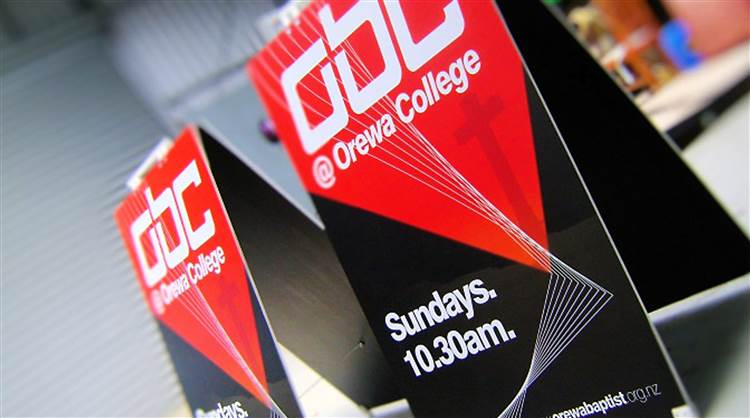 obc
@ Orewa College
Sundays.
10.30am.
orewabaptist.org.nz
obc
@ Orewa College
Sundays.